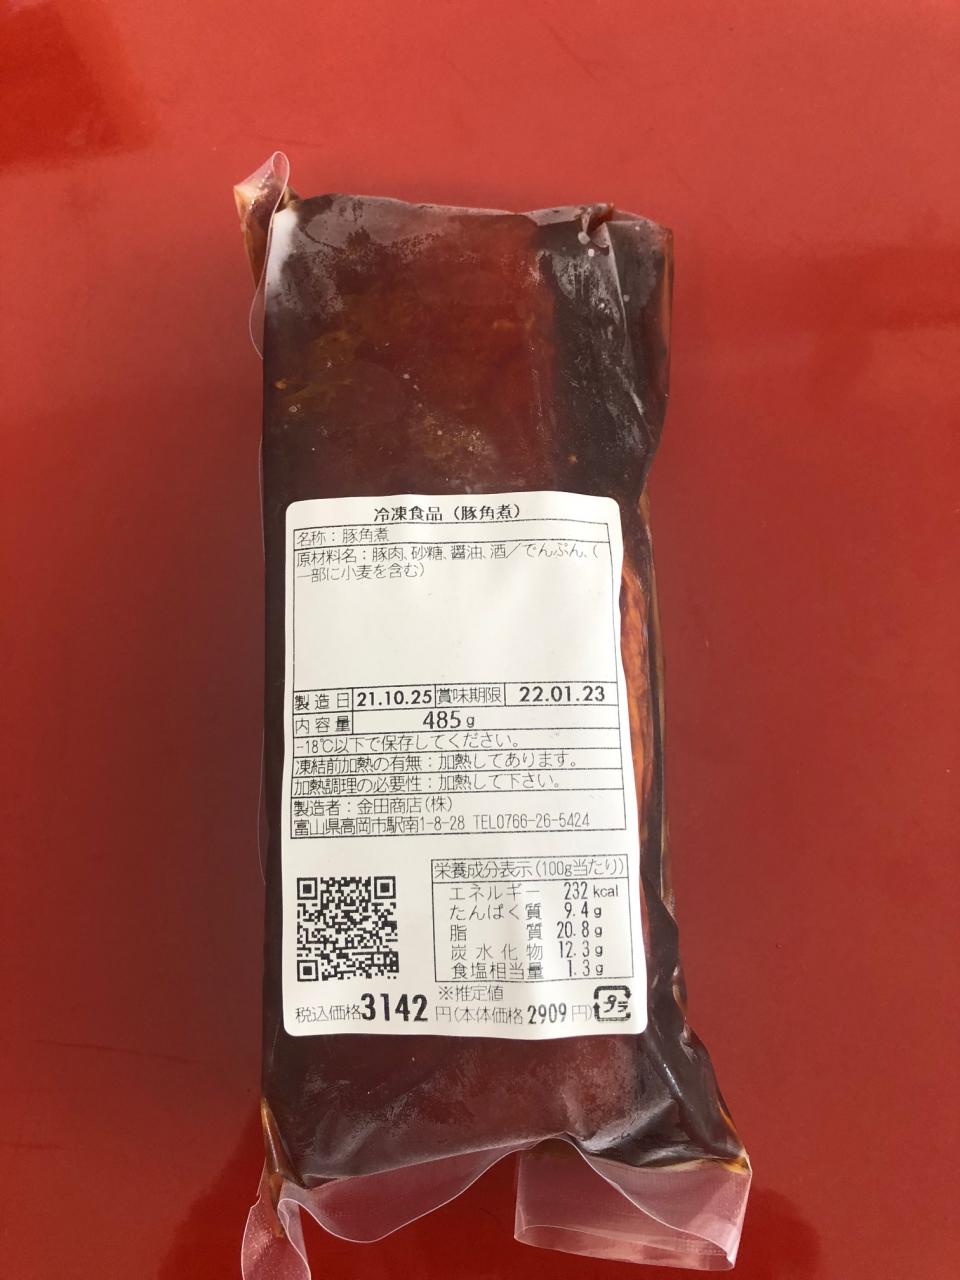 冷凍食品(豚角煮)
名称：豚角煮
原材料名：豚肉、砂糖、醤油、酒／でんぷん、(
一部に小麦を含む)
製造日 21.10.25 賞味期限 22.01.23
内容量 485g
-18℃以下で保存してください。
凍結前加熱の有無：加熱してあります。
加熱調理の必要性：加熱して下さい。
製造者：金田商店(株)
富山県高岡市駅南1-8-28 TEL0766-26-5424
栄養成分表示(100g当たり)
エネルギー 232kcal
たんぱく質 9.4g
脂質 20.8g
炭水化物 12.3g
食塩相当量 1.3g
※推定値
税込価格3142円(本体価格2909円)
プラ